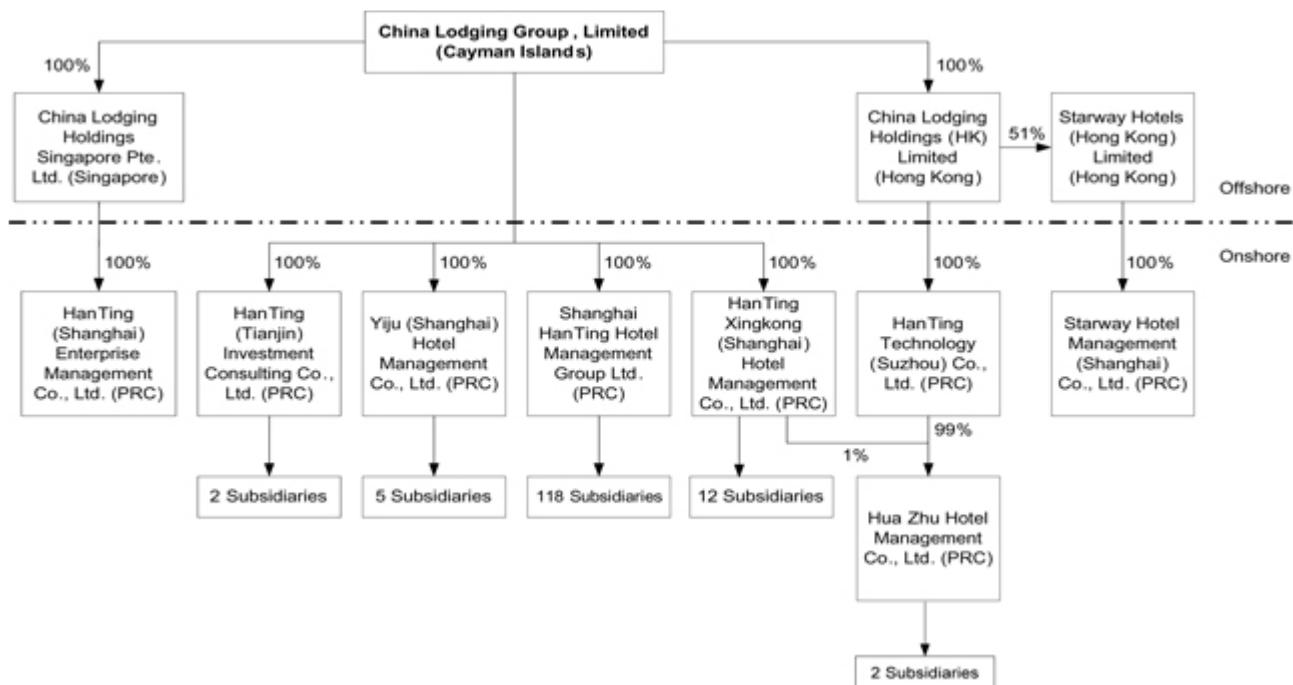 China Lodging Group , Limited
(Cayman Islands)
100%
100%
China Lodging
Holdings
Singapore Pte.
Ltd. (Singapore)
China Lodging
Holdings (HK)
Limited
(Hong Kong)
51%
Starway Hotels
(Hong Kong)
Limited
(Hong Kong)
Offshore
Onshore
100%
100%
100%
100%
100%
100%
100%
HanTing
(Shanghai)
Enterprise
Management
Co., Ltd. (PRC)
HanTing
(Tianjin)
Investment
Consulting Co.,
Ltd. (PRC)
Yiju (Shanghai)
Hotel
Management
Co., Ltd. (PRC)
Shanghai
HanTing Hotel
Management
Group Ltd.
(PRC)
HanTing
Xingkong
(Shanghai)
Hotel
Management
Co., Ltd. (PRC)
HanTing
Technology
(Suzhou) Co.,
Ltd. (PRC)
Starway Hotel
Management
(Shanghai)
Co., Ltd. (PRC)
99%
1%
2 Subsidiaries
5 Subsidiaries
118 Subsidiaries
12 Subsidiaries
Hua Zhu Hotel
Management
Co., Ltd. (PRC)
2 Subsidiaries